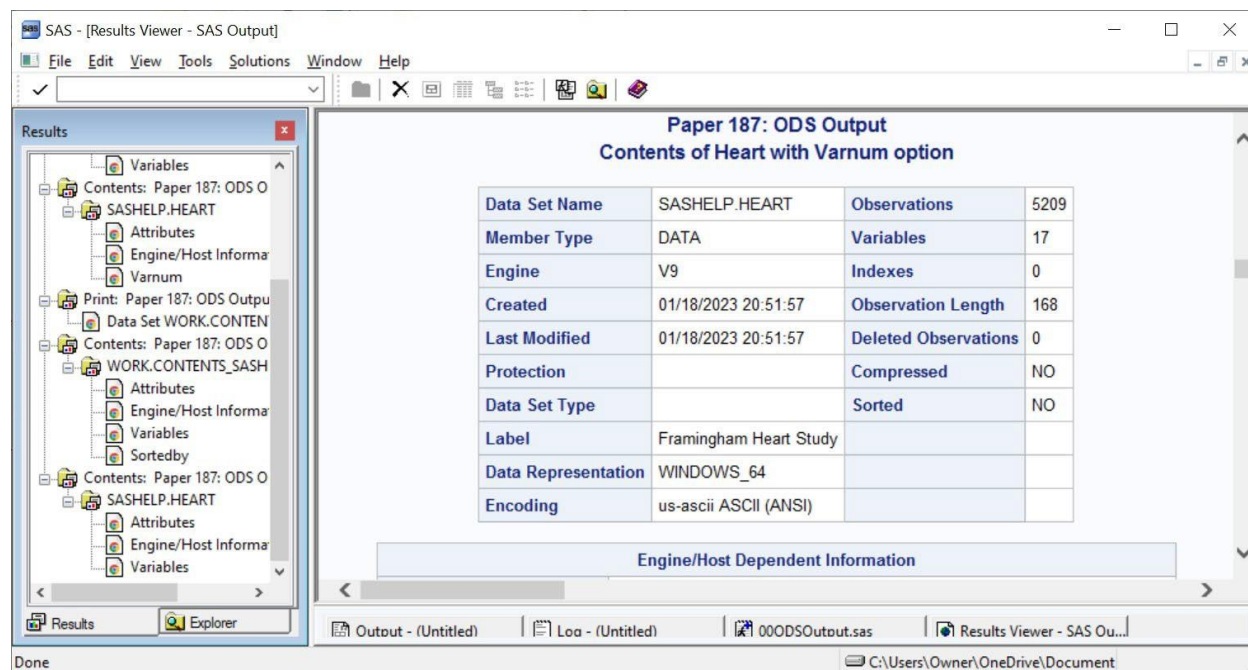 SAS - [Results Viewer - SAS Output]
File Edit View Tools Solutions Window Help
Results
Variables
Contents: Paper 187: ODS O
SASHELP.HEART
Attributes
Engine/Host Informa
Varnum
Print: Paper 187: ODS Outpu
Data Set WORK.CONTEN
Contents: Paper 187: ODS O
WORK.CONTENTS_SASH
Attributes
Engine/Host Informa
Variables
Sortedby
Contents: Paper 187: ODS O
SASHELP.HEART
Attributes
Engine/Host Informa
Variables
Results Explorer
Paper 187: ODS Output
Contents of Heart with Varnum option
Data Set Name SASHELP.HEART Observations 5209
Member Type DATA Variables 17
Engine V9 Indexes 0
Created 01/18/2023 20:51:57 Observation Length 168
Last Modified 01/18/2023 20:51:57 Deleted Observations 0
Protection Compressed NO
Data Set Type Sorted NO
Label Framingham Heart Study
Data Representation WINDOWS_64
Encoding us-ascii ASCII (ANSI)
Engine/Host Dependent Information
Output - (Untitled) Log - (Untitled) 00ODSOutput.sas Results Viewer - SAS Ou...
Done C:\Users\Owner\OneDrive\Document